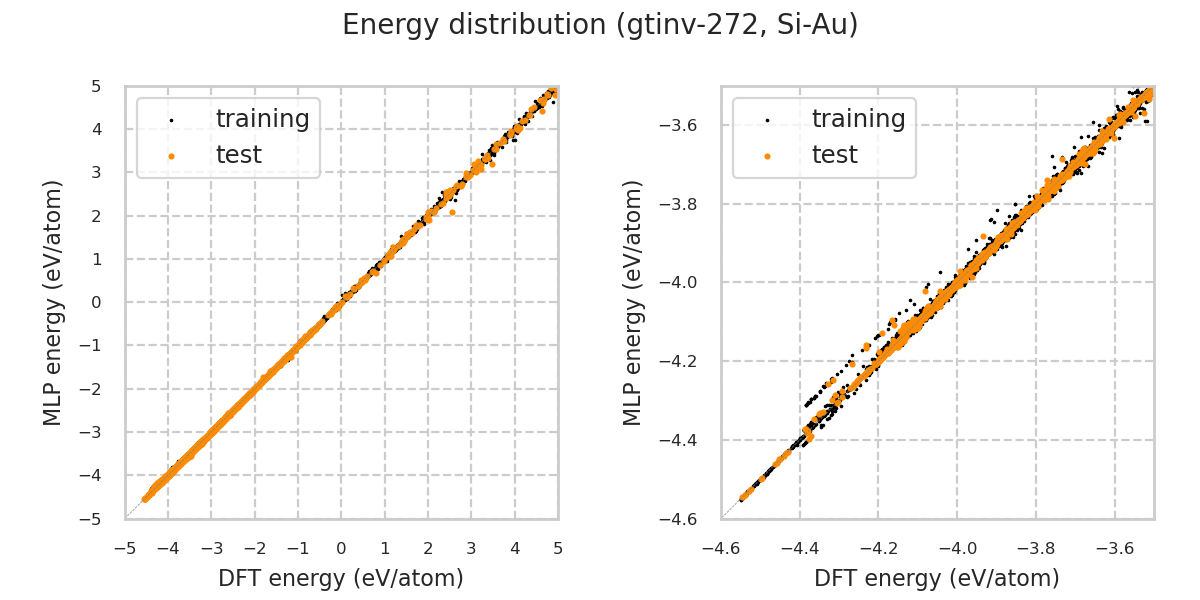 Energy distribution (gtinv-272, Si-Au)
training
test
5
4
3
2
1
0
−1
−2
−3
−4
−5
−5 −4 −3 −2 −1 0 1 2 3 4 5
MLP energy (eV/atom)
DFT energy (eV/atom)
training
test
−3.6
−3.8
−4.0
−4.2
−4.4
−4.6
−4.6 −4.4 −4.2 −4.0 −3.8 −3.6
MLP energy (eV/atom)
DFT energy (eV/atom)